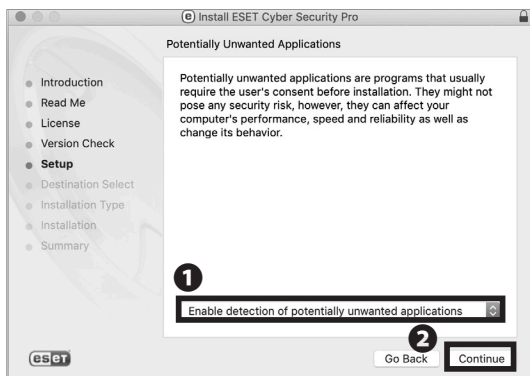 Install ESET Cyber Security Pro
Potentially Unwanted Applications
Introduction
Read Me
License
Version Check
Setup
Destination Select
Installation Type
Installation
Summary
Potentially unwanted applications are programs that usually
require the user's consent before installation. They might not
pose any security risk, however, they can affect your
computer's performance, speed and reliability as well as
change its behavior.
1
Enable detection of potentially unwanted applications
2
Go Back
Continue
eset